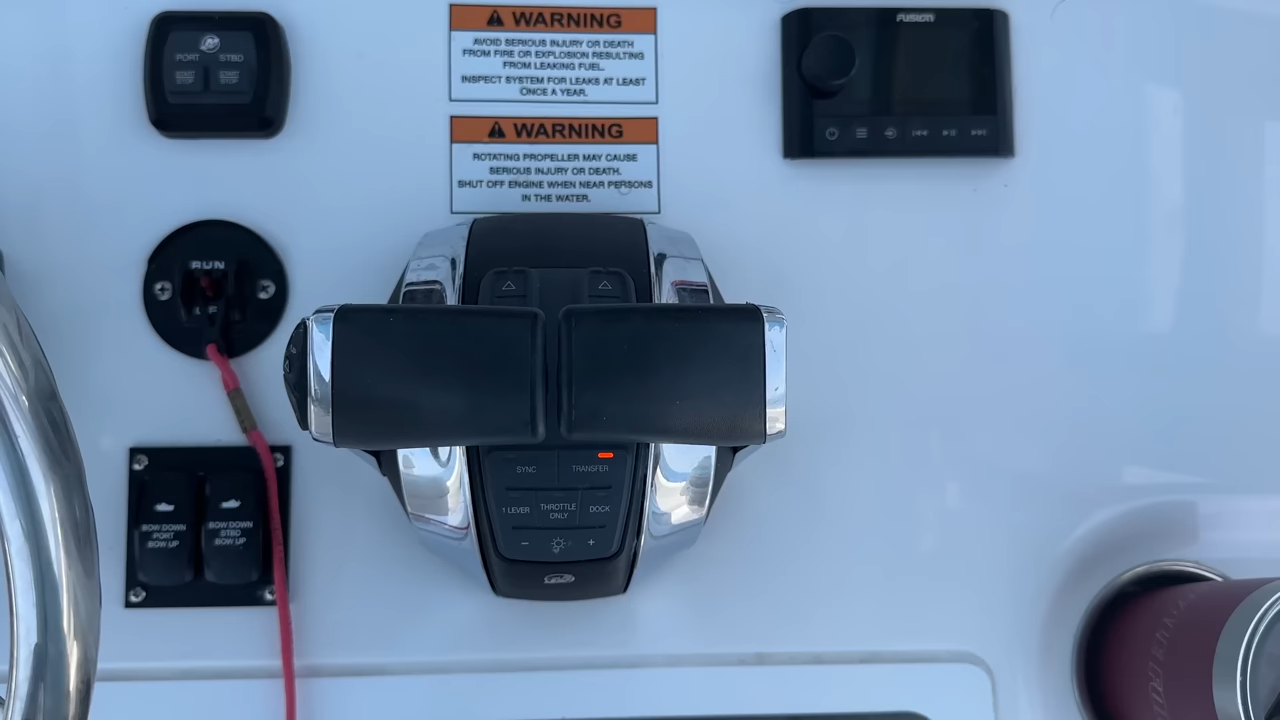 PORT STBD
START START
STOP STOP
WARNING
AVOID SERIOUS INJURY OR DEATH
FROM FIRE OR EXPLOSION RESULTING
FROM LEAKING FUEL.
INSPECT SYSTEM FOR LEAKS AT LEAST
ONCE A YEAR.
WARNING
ROTATING PROPELLER MAY CAUSE
SERIOUS INJURY OR DEATH.
SHUT OFF ENGINE WHEN NEAR PERSONS
IN THE WATER.
FUSION
RUN
SYNC TRANSFER
1 LEVER THROTTLE ONLY DOCK
- +
BOW DOWN
PORT
BOW UP
BOW DOWN
STBD
BOW UP